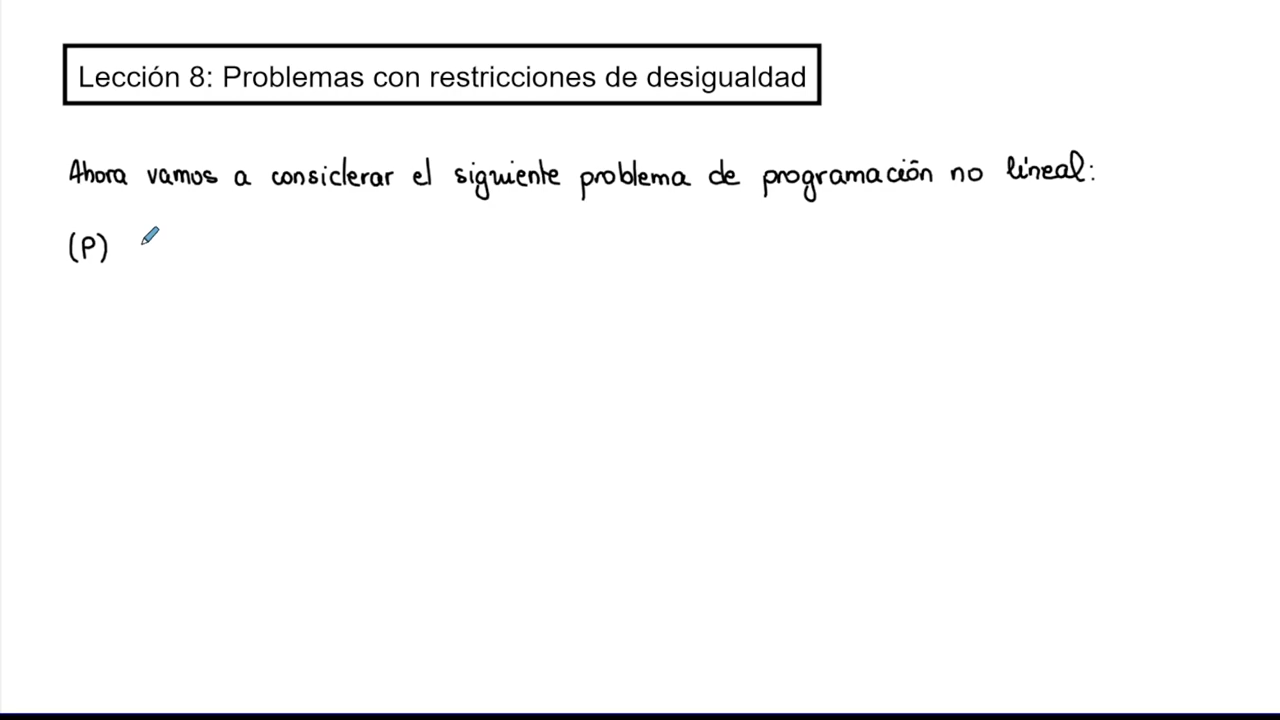 Lección 8: Problemas con restricciones de desigualdad
Ahora vamos a considerar el siguiente problema de programación no lineal:
(P)